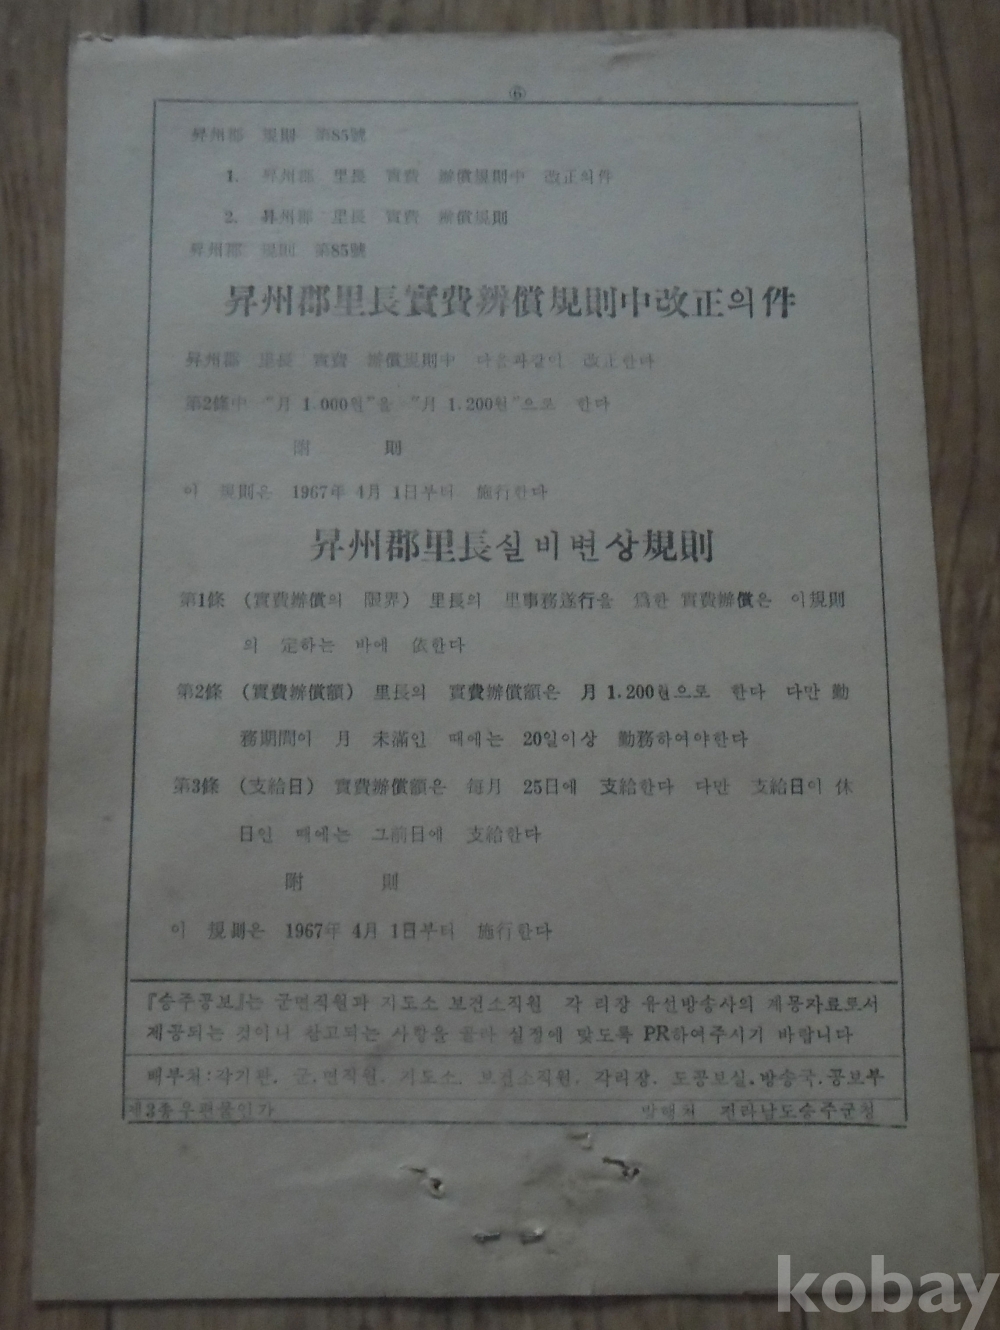 ⑥
昇州郡 規則 第85號
1. 昇州郡 里長 實費 辦償規則中 改正의件
2. 昇州郡 里長 實費 辦償規則
昇州郡 規則 第85號
昇州郡里長實費辨償規則中改正의件
昇州郡 里長 實費 辦償規則中 다음과같이 改正한다
第2條中 "月 1.000원"을 "月 1.200원"으로 한다
附 則
이 規則은 1967年 4月 1日부터 施行한다
昇州郡里長실비변상規則
第1條 (實費辦償의 限界) 里長의 里事務遂行을 爲한 實費辦償은 이規則
의 定하는 바에 依한다
第2條 (實費辦償額) 里長의 實費辦償額은 月 1.200원으로 한다 다만 勤
務期間이 月 未滿인 때에는 20일이상 勤務하여야한다
第3條 (支給日) 實費辦償額은 每月 25日에 支給한다 다만 支給日이 休
日인 때에는 그前日에 支給한다
附 則
이 規則은 1967年 4月 1日부터 施行한다
『승주공보』는 군면직원과 지도소 보건소직원 각 리장 유선방송사의 계몽자료로서
제공되는 것이니 참고되는 사항을 골라 실정에 맞도록 PR하여주시기 바랍니다
배부처:각기관. 군.면직원. 지도소. 보건소직원. 각리장. 도공보실.방송국.공보부
제3종우편물인가 발행처 전라남도승주군청
kobay